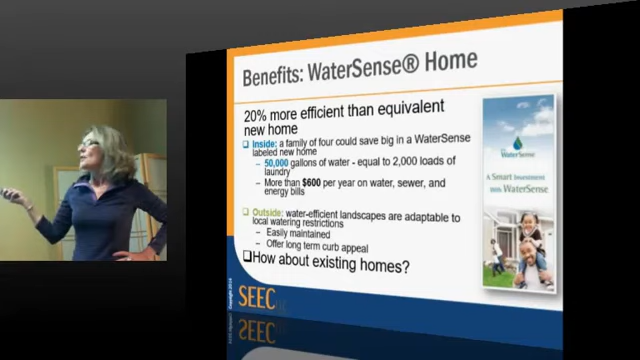 Benefits: WaterSense® Home
20% more efficient than equivalent
new home
Inside: a family of four could save big in a WaterSense
labeled new home
– 50,000 gallons of water - equal to 2,000 loads of
laundry
– More than $600 per year on water, sewer, and
energy bills
Outside: water-efficient landscapes are adaptable to
local watering restrictions
– Easily maintained
– Offer long term curb appeal
How about existing homes?
WaterSense
A Smart Investment
With WaterSense
SEEC